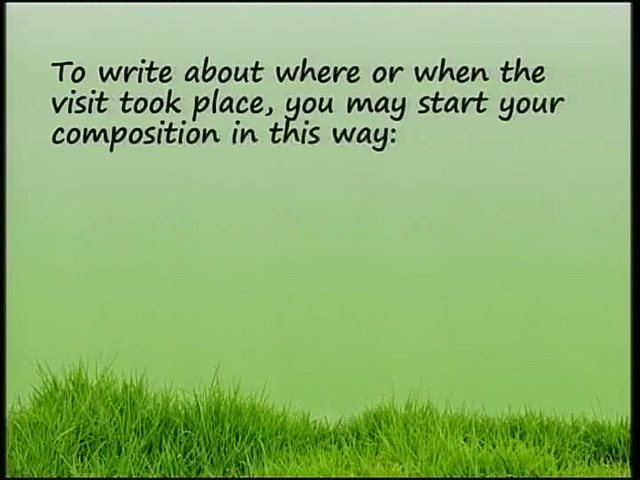 To write about where or when the
visit took place, you may start your
composition in this way: